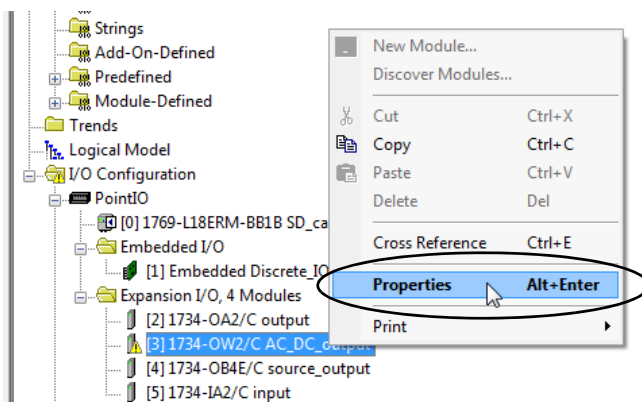 Strings
Add-On-Defined
Predefined
Module-Defined
Trends
Logical Model
I/O Configuration
PointIO
[0] 1769-L18ERM-BB1B SD_ca
Embedded I/O
[1] Embedded Discrete_IO
Expansion I/O, 4 Modules
[2] 1734-OA2/C output
[3] 1734-OW2/C AC_DC_output
[4] 1734-OB4E/C source_output
[5] 1734-IA2/C input
New Module...
Discover Modules...
Cut Ctrl+X
Copy Ctrl+C
Paste Ctrl+V
Delete Del
Cross Reference Ctrl+E
Properties Alt+Enter
Print